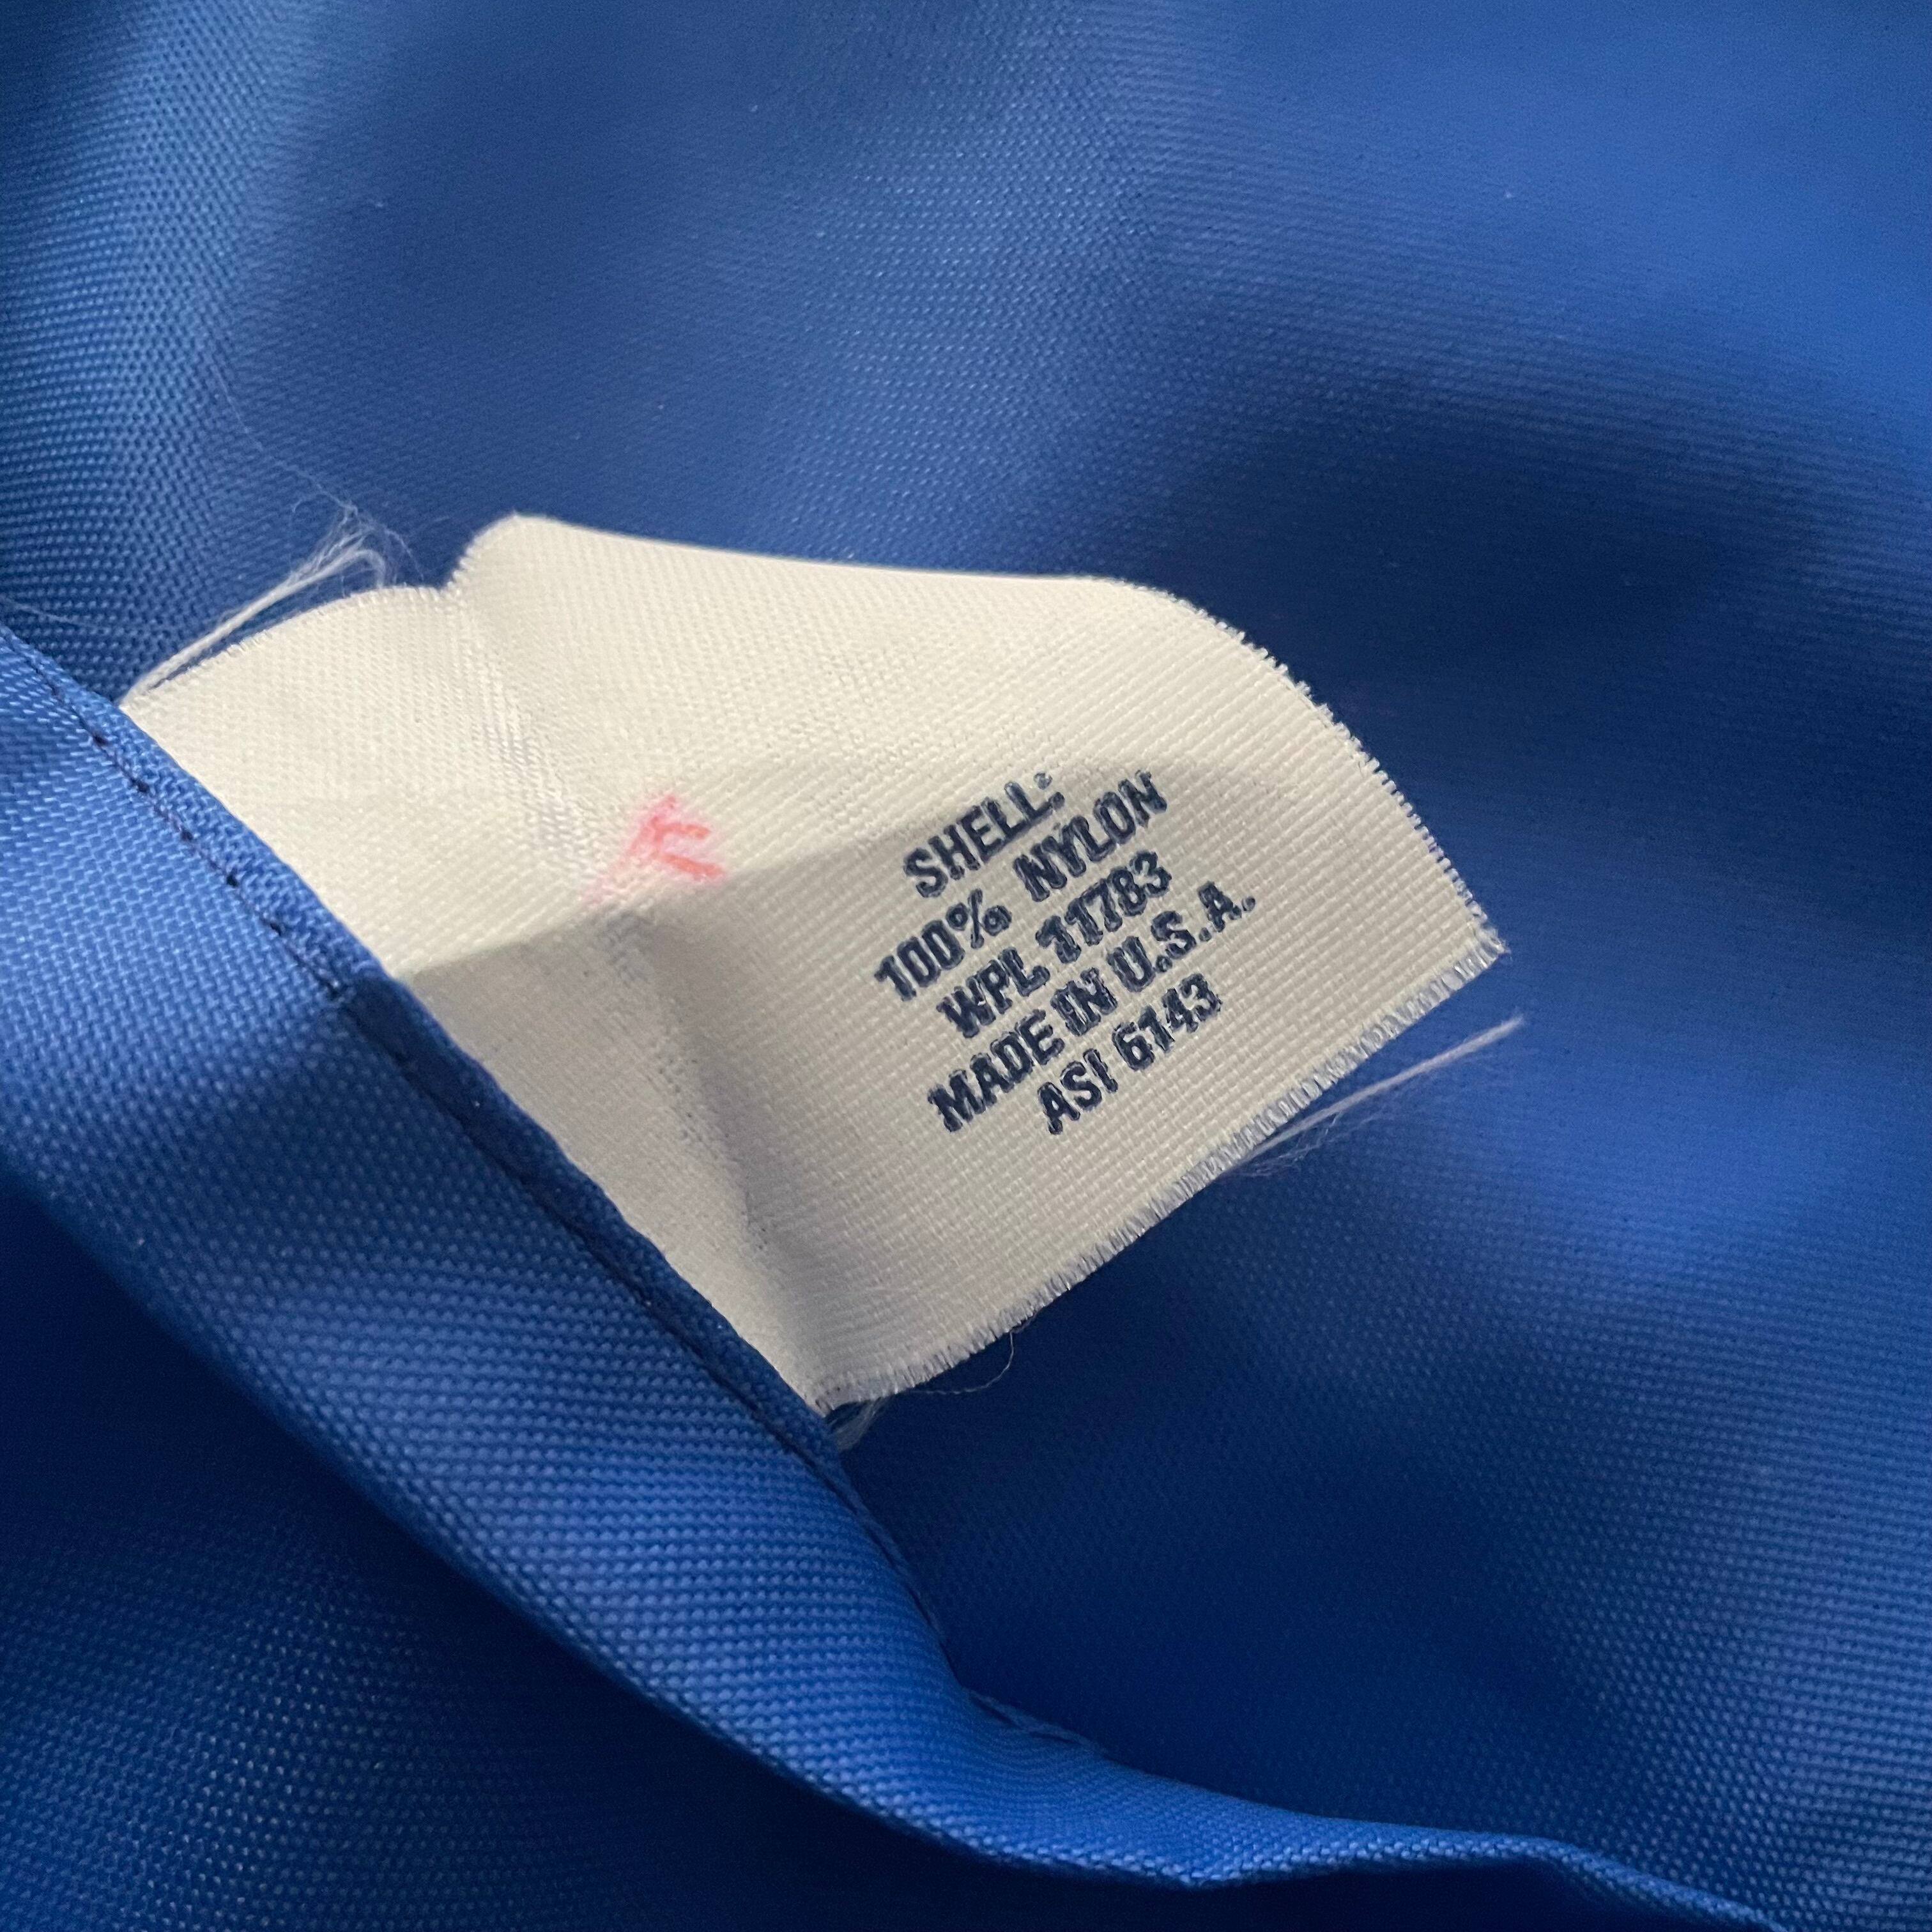 SHELL:
100% NYLON
WPL 11783
MADE IN U.S.A.
ASI 6143